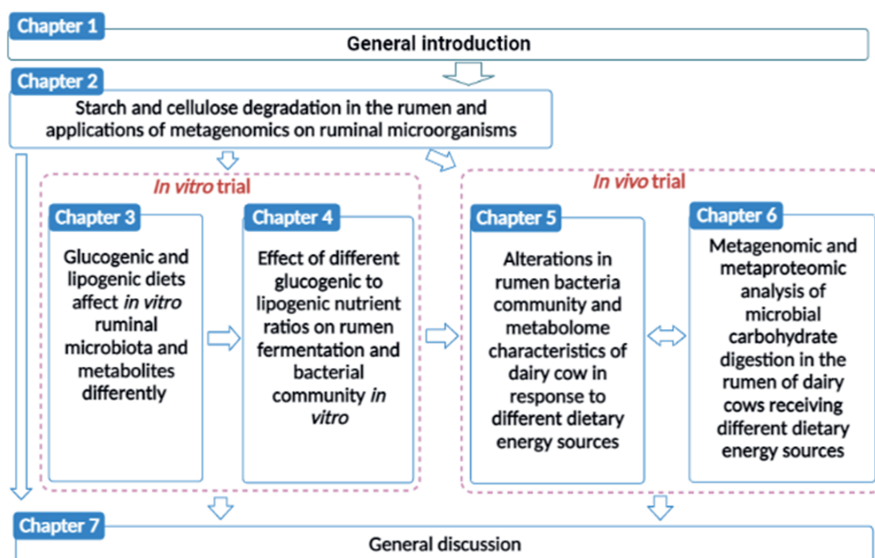 Chapter 1
General introduction
Chapter 2
Starch and cellulose degradation in the rumen and
applications of metagenomics on ruminal microorganisms
In vitro trial
Chapter 3
Glucogenic and
lipogenic diets
affect in vitro
ruminal
microbiota and
metabolites
differently
Chapter 4
Effect of different
glucogenic to
lipogenic nutrient
ratios on rumen
fermentation and
bacterial
community in
vitro
In vivo trial
Chapter 5
Alterations in
rumen bacteria
community and
metabolome
characteristics of
dairy cow in
response to
different dietary
energy sources
Chapter 6
Metagenomic and
metaproteomic
analysis of
microbial
carbohydrate
digestion in the
rumen of dairy
cows receiving
different dietary
energy sources
Chapter 7
General discussion